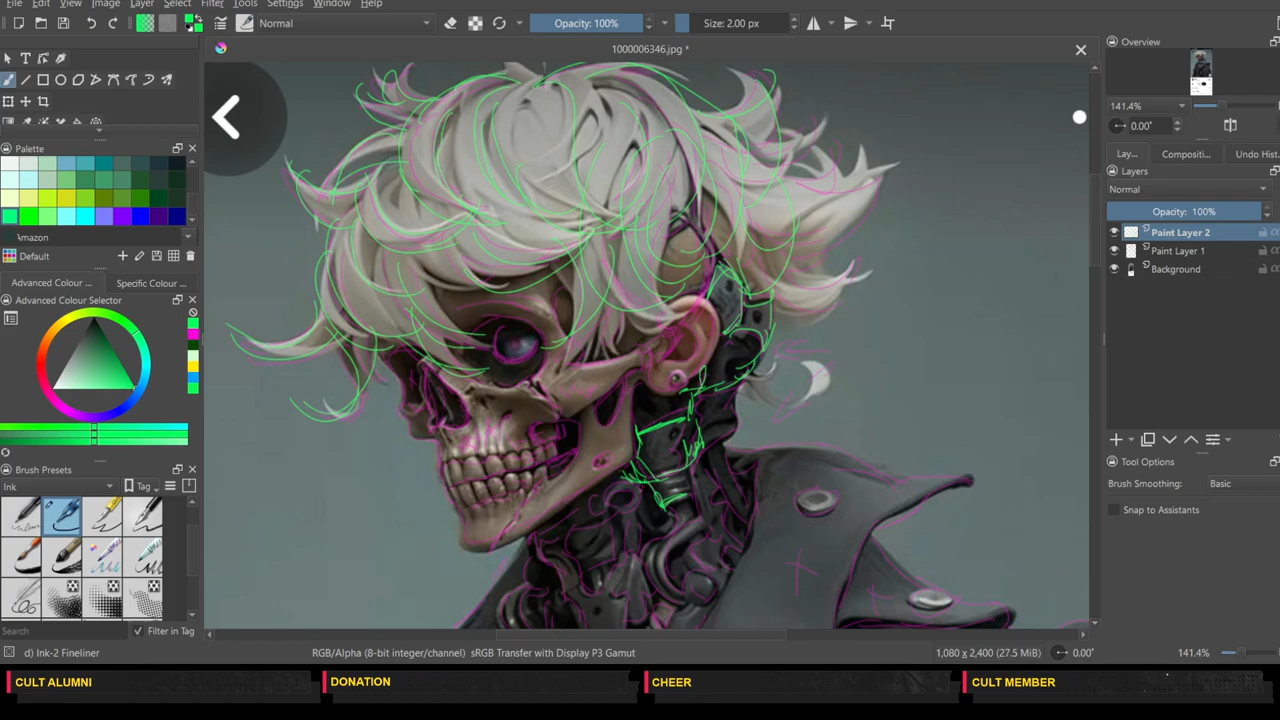 File Edit View Image Layer Select Filter Tools Settings Window Help
Normal
Opacity: 100%
Size: 2.00 px
1000006346.jpg *
Overview
141.4%
0.00°
Lay... Compositi... Undo Hist.
Layers
Normal
Opacity: 100%
Paint Layer 2
Paint Layer 1
Background
Tool Options
Brush Smoothing: Basic
Snap to Assistants
Palette
Default
Advanced Colour ... Specific Colour ...
Advanced Colour Selector
Brush Presets
Ink
Tag
Search
Filter in Tag
d) Ink-2 Fineliner
RGB/Alpha (8-bit integer/channel) sRGB Transfer with Display P3 Gamut
1,080 x 2,400 (27.5 MiB)
0.00°
141.4%
CULT ALUMNI
DONATION
CHEER
CULT MEMBER